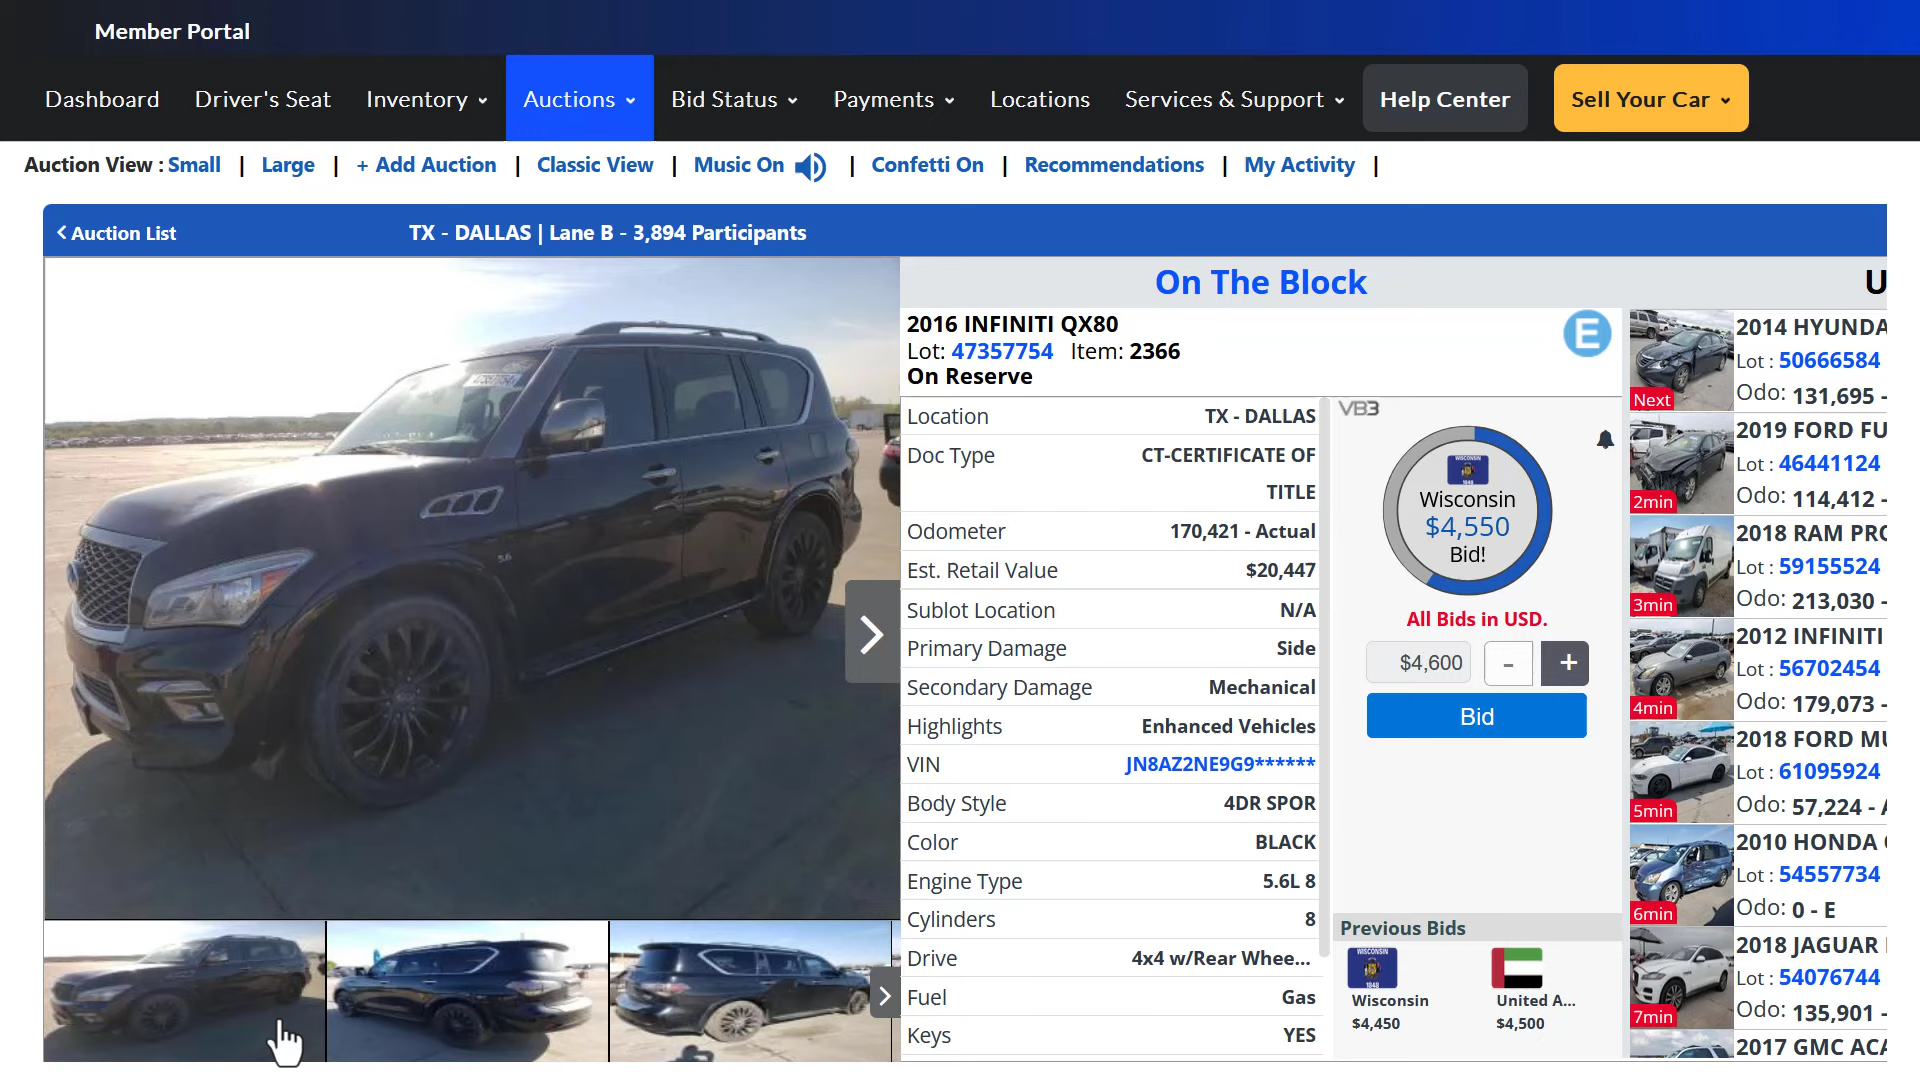 Member Portal
Dashboard Driver's Seat Inventory Auctions Bid Status Payments Locations Services & Support Help Center Sell Your Car
Auction View : Small | Large | + Add Auction | Classic View | Music On | Confetti On | Recommendations | My Activity |
Auction List TX - DALLAS | Lane B - 3,894 Participants
On The Block U
2016 INFINITI QX80
Lot: 47357754 Item: 2366
On Reserve
E
Location TX - DALLAS
Doc Type CT-CERTIFICATE OF
TITLE
Odometer 170,421 - Actual
Est. Retail Value $20,447
Sublot Location N/A
Primary Damage Side
Secondary Damage Mechanical
Highlights Enhanced Vehicles
VIN JN8AZ2NE9G9******
Body Style 4DR SPOR
Color BLACK
Engine Type 5.6L 8
Cylinders 8
Drive 4x4 w/Rear Whee...
Fuel Gas
Keys YES
VB3
WISCONSIN
1848
Wisconsin
$4,550
Bid!
All Bids in USD.
$4,600 - +
Bid
Previous Bids
WISCONSIN
1848
Wisconsin United A...
$4,450 $4,500
2014 HYUNDA
Lot : 50666584
Next Odo: 131,695 -
2019 FORD FU
Lot : 46441124
2min Odo: 114,412 -
2018 RAM PRO
Lot : 59155524
3min Odo: 213,030 -
2012 INFINITI
Lot : 56702454
4min Odo: 179,073 -
2018 FORD MU
Lot : 61095924
5min Odo: 57,224 - A
2010 HONDA
Lot : 54557734
6min Odo: 0 - E
2018 JAGUAR
Lot : 54076744
7min Odo: 135,901 -
2017 GMC ACA